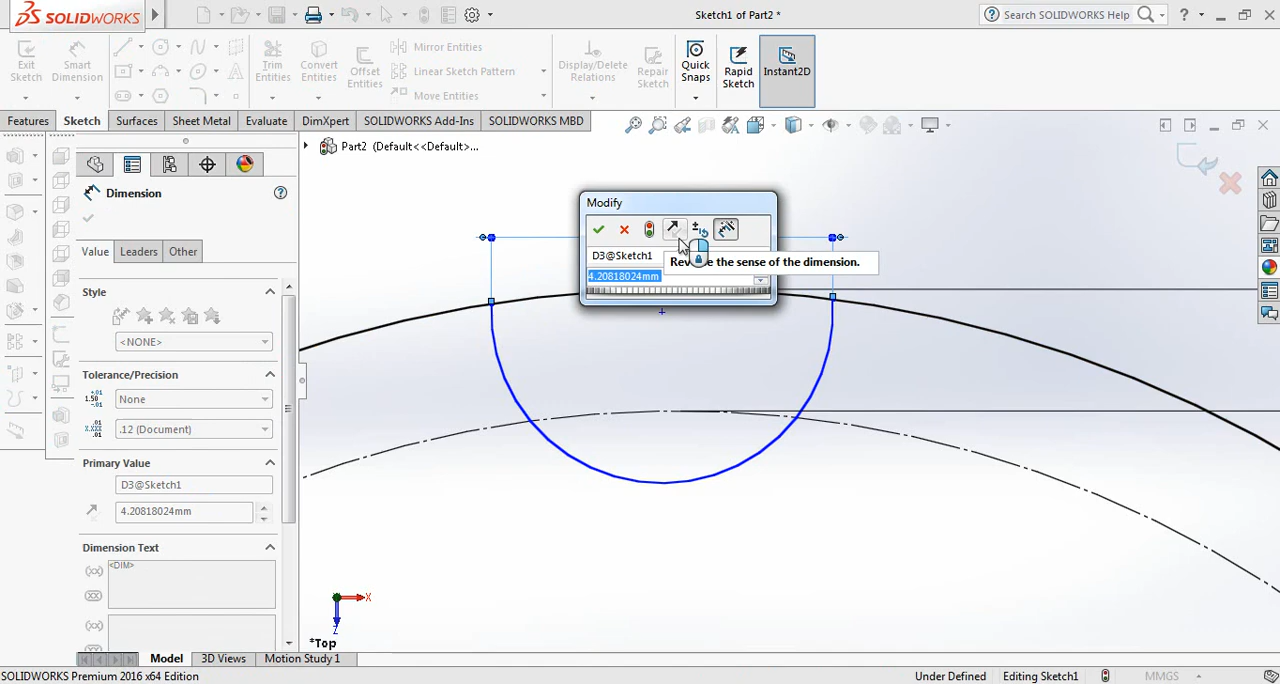 SOLIDWORKS
Sketch1 of Part2 *
Search SOLIDWORKS Help
?
Exit Sketch
Smart Dimension
Trim Entities
Convert Entities
Offset Entities
Mirror Entities
Linear Sketch Pattern
Move Entities
Display/Delete Relations
Repair Sketch
Quick Snaps
Rapid Sketch
Instant2D
Features
Sketch
Surfaces
Sheet Metal
Evaluate
DimXpert
SOLIDWORKS Add-Ins
SOLIDWORKS MBD
Part2 (Default<<Default>...
Dimension
Value
Leaders
Other
Style
<NONE>
Tolerance/Precision
None
.12 (Document)
Primary Value
D3@Sketch1
4.20818024mm
Dimension Text
<DIM>
Modify
D3@Sketch1
4.20818024mm
the sense of the dimension.
X
Z
*Top
Model
3D Views
Motion Study 1
SOLIDWORKS Premium 2016 x64 Edition
Under Defined
Editing Sketch1
MMGS